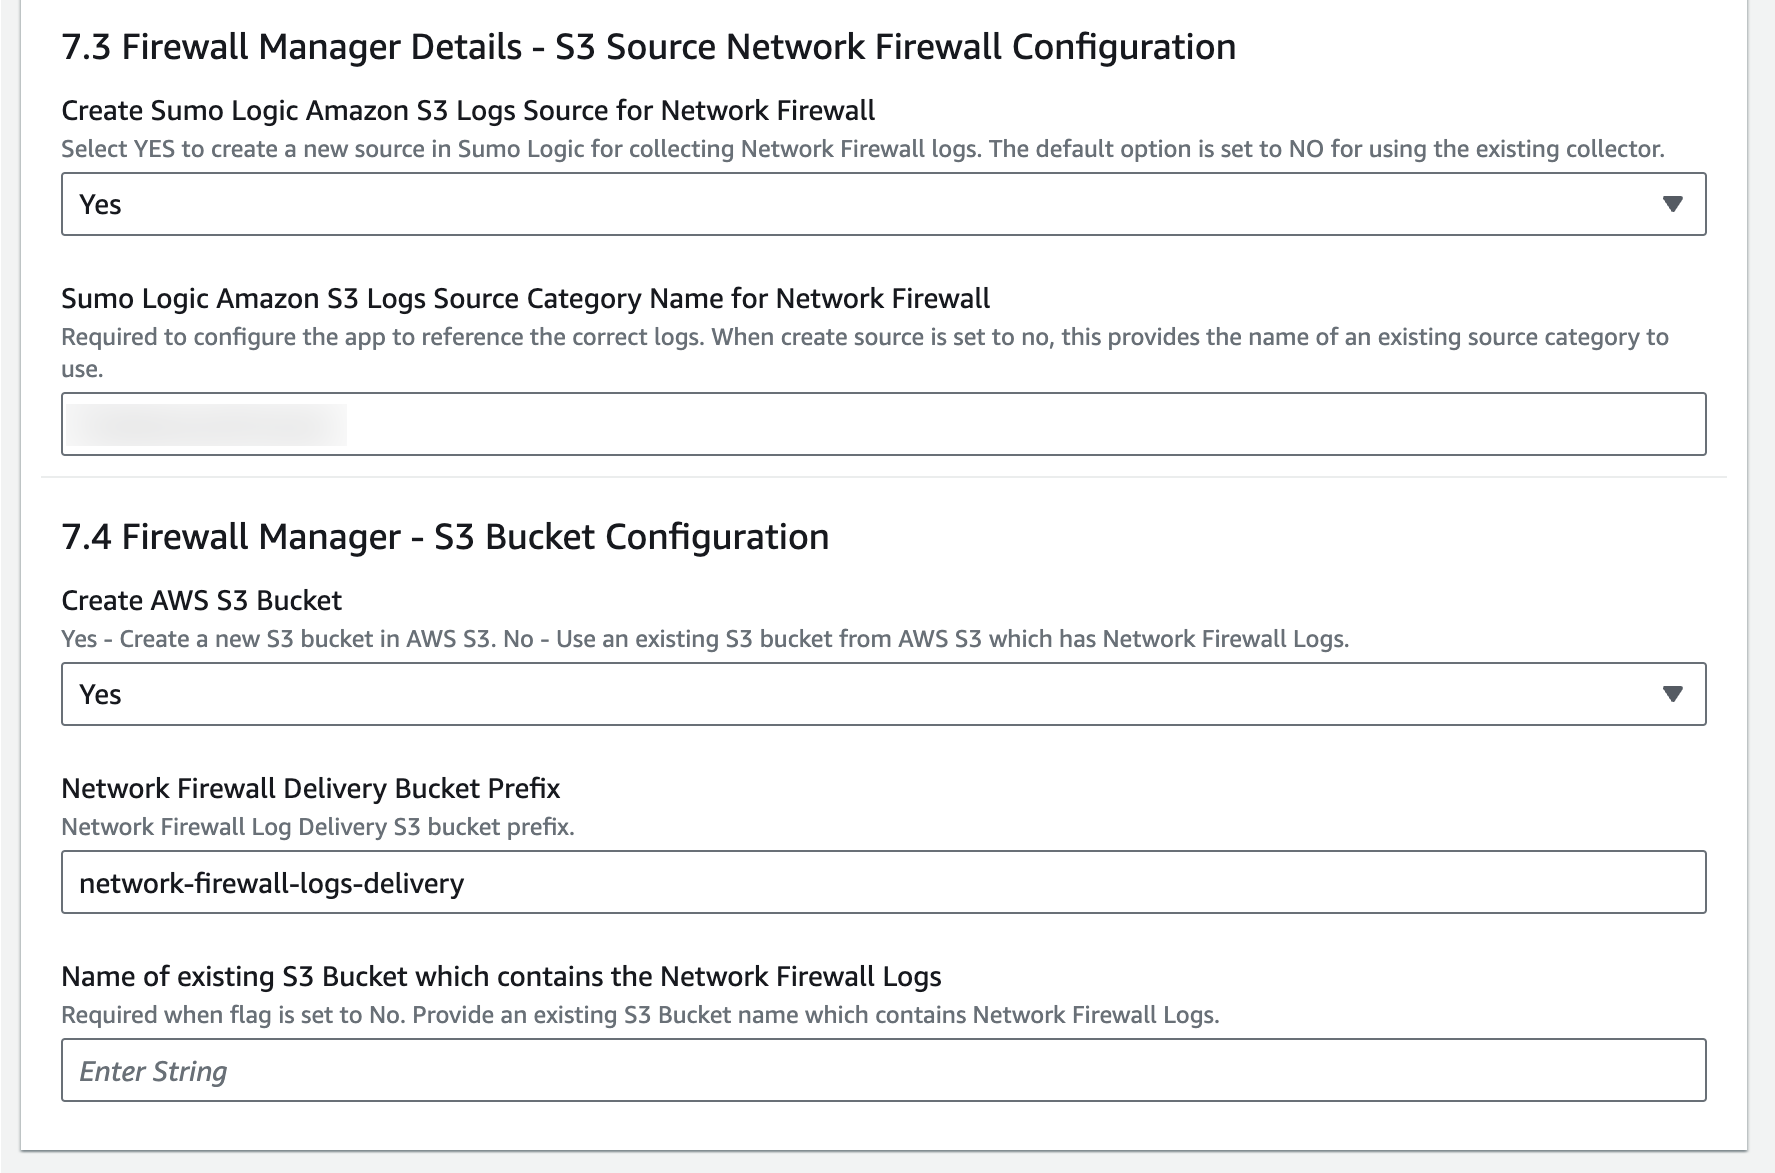 7.3 Firewall Manager Details - S3 Source Network Firewall Configuration
Create Sumo Logic Amazon S3 Logs Source for Network Firewall
Select YES to create a new source in Sumo Logic for collecting Network Firewall logs. The default option is set to NO for using the existing collector.
Yes
Sumo Logic Amazon S3 Logs Source Category Name for Network Firewall
Required to configure the app to reference the correct logs. When create source is set to no, this provides the name of an existing source category to
use.
7.4 Firewall Manager - S3 Bucket Configuration
Create AWS S3 Bucket
Yes - Create a new S3 bucket in AWS S3. No - Use an existing S3 bucket from AWS S3 which has Network Firewall Logs.
Yes
Network Firewall Delivery Bucket Prefix
Network Firewall Log Delivery S3 bucket prefix.
network-firewall-logs-delivery
Name of existing S3 Bucket which contains the Network Firewall Logs
Required when flag is set to No. Provide an existing S3 Bucket name which contains Network Firewall Logs.
Enter String